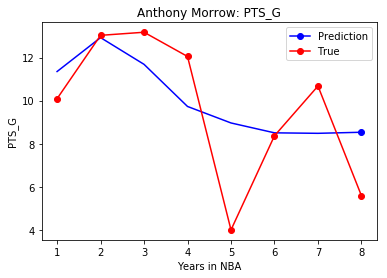 Anthony Morrow: PTS_G
Prediction
True
12
10
8
6
4
PTS_G
1 2 3 4 5 6 7 8
Years in NBA